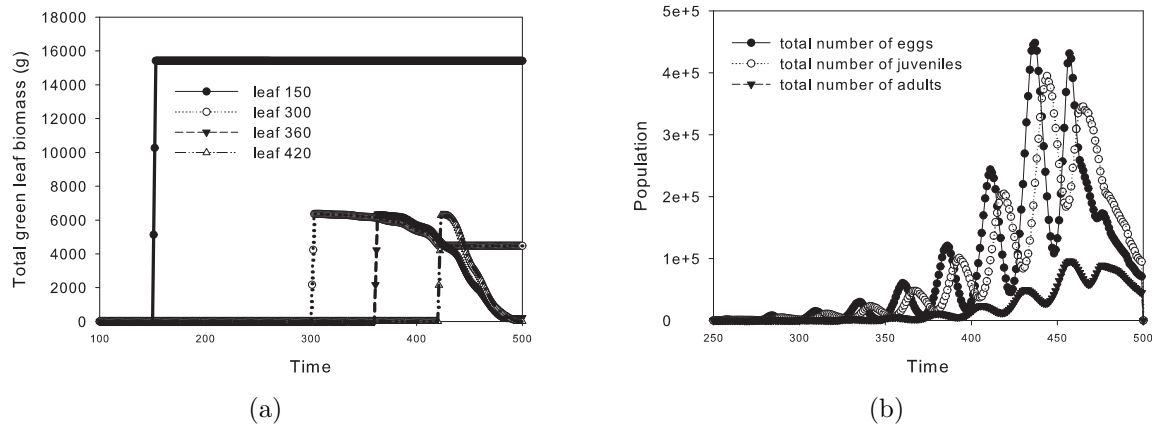 Total green leaf biomass (g)
18000
16000
14000
12000
10000
8000
6000
4000
2000
0
leaf 150
leaf 300
leaf 360
leaf 420
100 200 300 400 500
Time
(a)
Population
5e+5
4e+5
3e+5
2e+5
1e+5
0
total number of eggs
total number of juveniles
total number of adults
250 300 350 400 450 500
Time
(b)